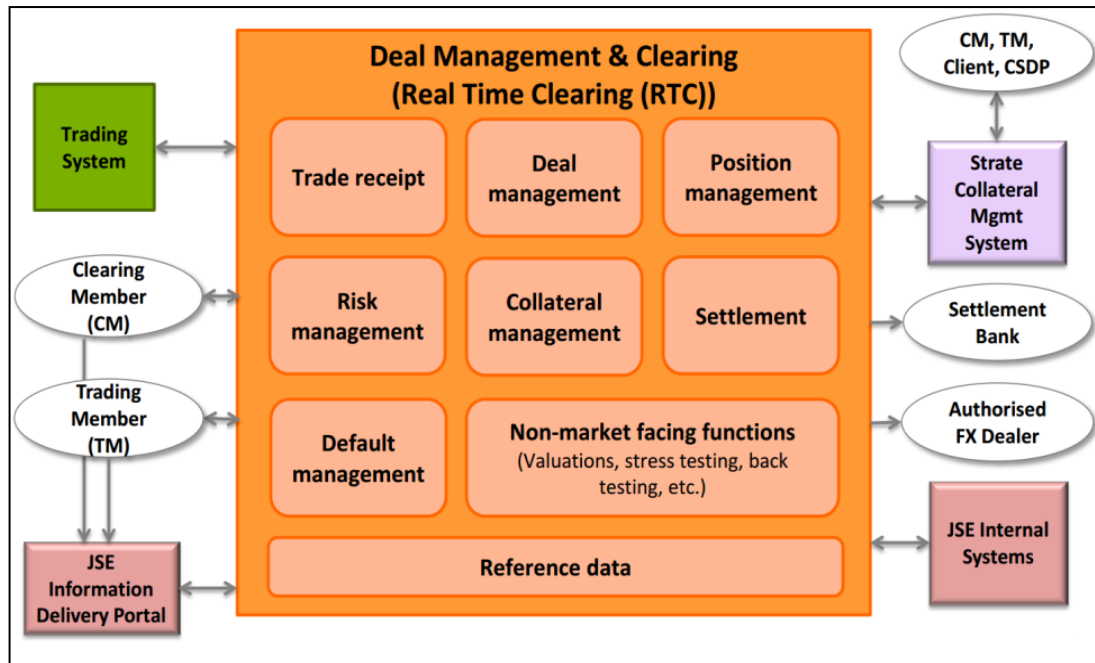 Deal Management & Clearing
(Real Time Clearing (RTC))
Trading
System
Clearing
Member
(CM)
Trading
Member
(TM)
JSE
Information
Delivery Portal
Trade receipt
Deal
management
Position
management
Risk
management
Collateral
management
Settlement
Default
management
Non-market facing functions
(Valuations, stress testing, back
testing, etc.)
Reference data
CM, TM,
Client, CSDP
Strate
Collateral
Mgmt
System
Settlement
Bank
Authorised
FX Dealer
JSE Internal
Systems